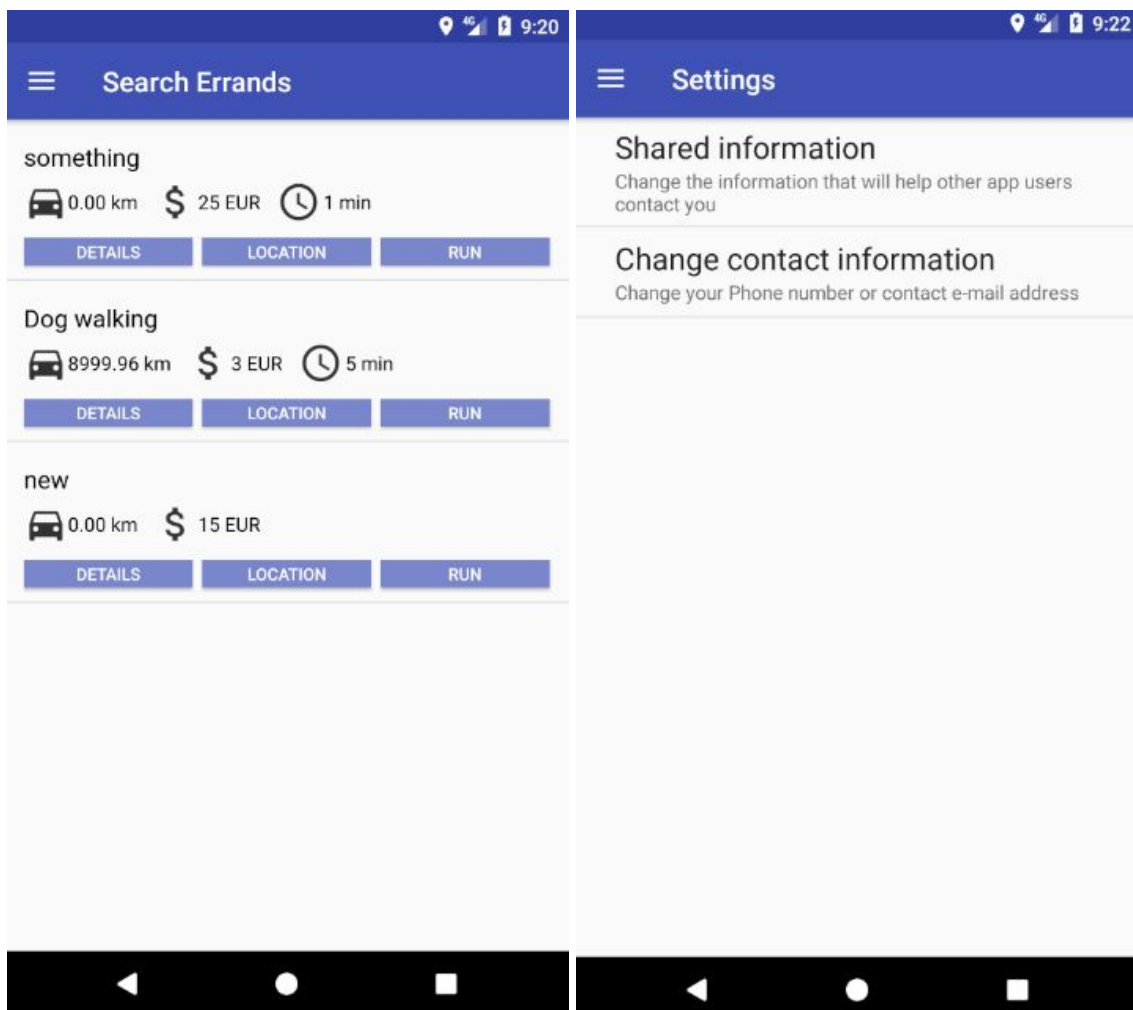 4G 9:20
Search Errands
something
0.00 km $ 25 EUR 1 min
DETAILS LOCATION RUN
Dog walking
8999.96 km $ 3 EUR 5 min
DETAILS LOCATION RUN
new
0.00 km $ 15 EUR
DETAILS LOCATION RUN
4G 9:22
Settings
Shared information
Change the information that will help other app users
contact you
Change contact information
Change your Phone number or contact e-mail address